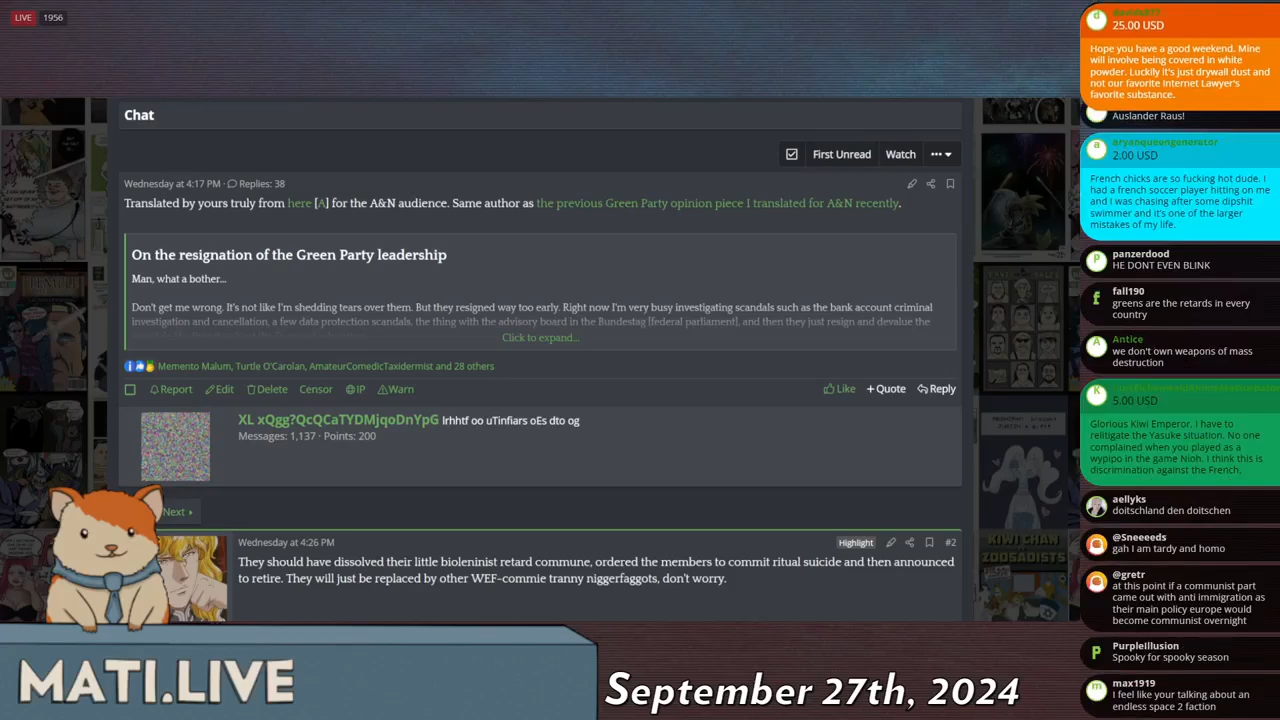 LIVE 1956
Chat
First Unread Watch •••
Wednesday at 4:17 PM · Replies: 38
Translated by yours truly from here [A] for the A&N audience. Same author as the previous Green Party opinion piece I translated for A&N recently.
On the resignation of the Green Party leadership
Man, what a bother...
Don't get me wrong. It's not like I'm shedding tears over them. But they resigned way too early. Right now I'm very busy investigating scandals such as the bank account criminal
investigation and cancellation, a few data protection scandals, the thing with the advisory board in the Bundestag [federal parliament], and then they just resign and devalue the
Click to expand...
Memento Malum, Turtle O'Carolan, AmateurComedicTaxidermist and 28 others
Report Edit Delete Censor IP Warn Like +Quote Reply
XL xQgg?QcQCaTYDMjqoDnYpG lrhhtf oo uTinfiars oEs dto og
Messages: 1,137 · Points: 200
Next
Wednesday at 4:26 PM Highlight #2
They should have dissolved their little bioleninist retard commune, ordered the members to commit ritual suicide and then announced
to retire. They will just be replaced by other WEF-commie tranny niggerfaggots, don't worry.
MATI.LIVE
September 27th, 2024
25.00 USD
Hope you have a good weekend. Mine
will involve being covered in white
powder. Luckily it's just drywall dust and
not our favorite Internet Lawyer's
favorite substance.
Auslander Raus!
aryanqueengenerator
2.00 USD
French chicks are so fucking hot dude. I
had a french soccer player hitting on me
and I was chasing after some dipshit
swimmer and it's one of the larger
mistakes of my life.
panzerdood
HE DONT EVEN BLINK
fall190
greens are the retards in every
country
Antice
we don't own weapons of mass
destruction
5.00 USD
Glorious Kiwi Emperor, I have to
relitigate the Yasuke situation. No one
complained when you played as a
wypipo in the game Nioh. I think this is
discrimination against the French.
aellyks
doitschland den doitschen
@Sneeeeds
gah I am tardy and homo
@gretr
at this point if a communist part
came out with anti immigration as
their main policy europe would
become communist overnight
PurpleIllusion
Spooky for spooky season
max1919
I feel like your talking about an
endless space 2 faction
KIWI CHAN
ZOOSADISTS